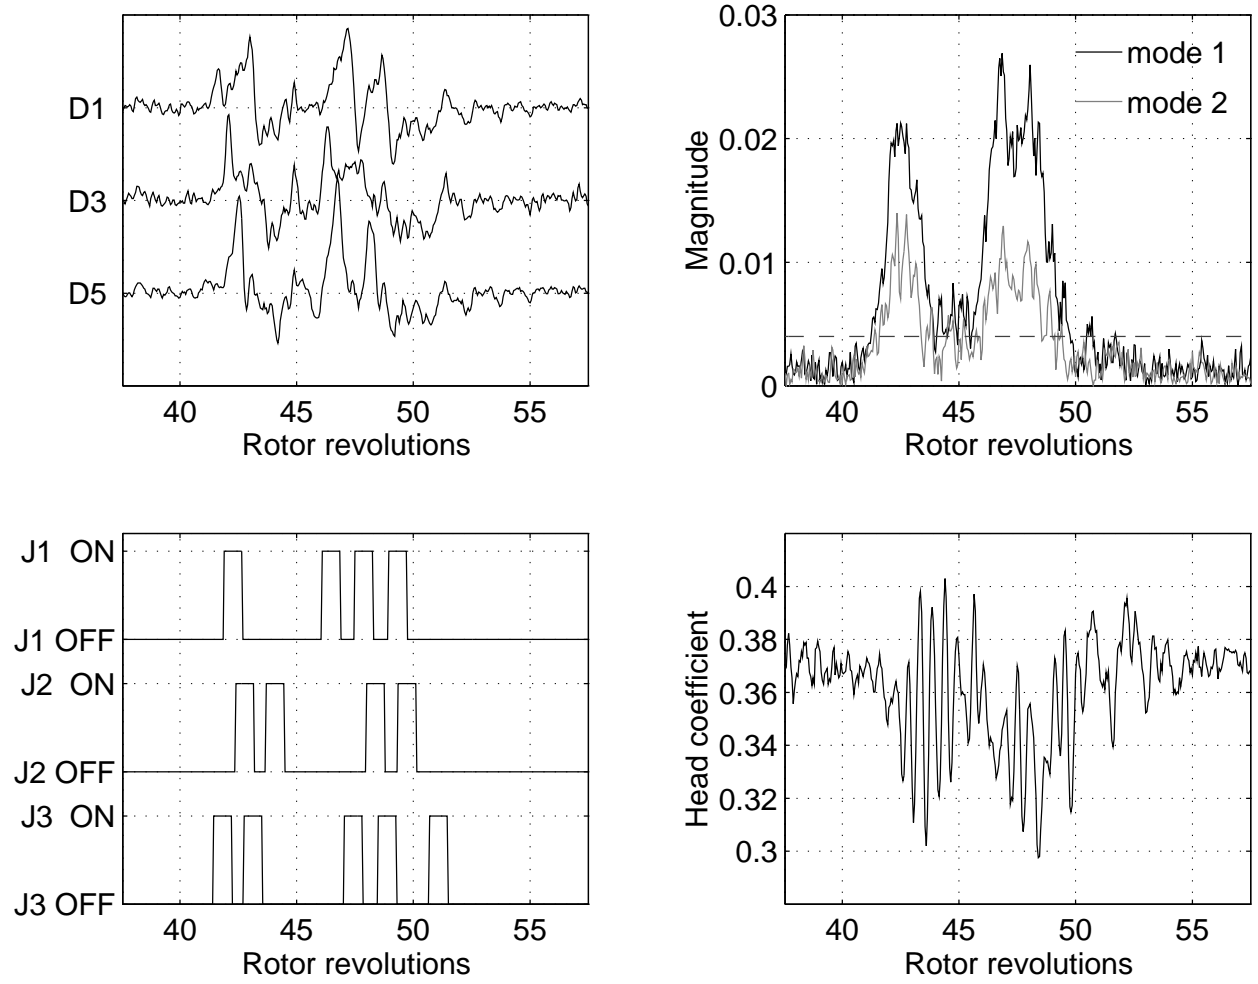 D1
D3
D5
40 45 50 55
Rotor revolutions
0.03
0.02
0.01
0
Magnitude
mode 1
mode 2
40 45 50 55
Rotor revolutions
J1 ON
J1 OFF
J2 ON
J2 OFF
J3 ON
J3 OFF
40 45 50 55
Rotor revolutions
0.4
0.38
0.36
0.34
0.32
0.3
Head coefficient
40 45 50 55
Rotor revolutions